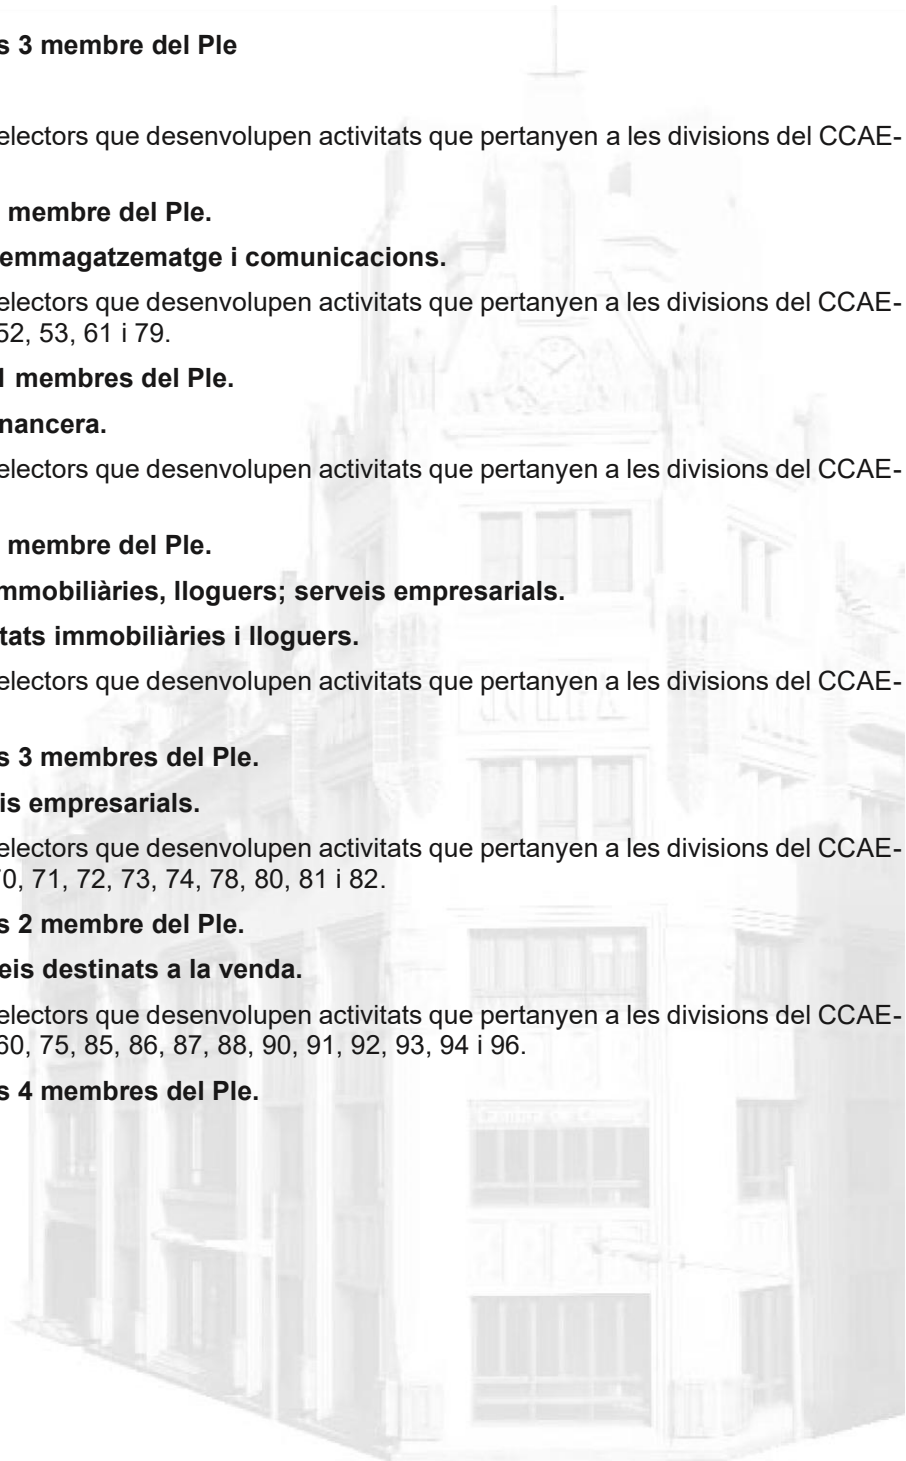 s 3 membre del Ple
electors que desenvolupen activitats que pertanyen a les divisions del CCAE-
membre del Ple.
emmagatzematge i comunicacions.
electors que desenvolupen activitats que pertanyen a les divisions del CCAE-
52, 53, 61 i 79.
membres del Ple.
nancera.
electors que desenvolupen activitats que pertanyen a les divisions del CCAE-
membre del Ple.
immobiliàries, lloguers; serveis empresarials.
tats immobiliàries i lloguers.
electors que desenvolupen activitats que pertanyen a les divisions del CCAE-
s 3 membres del Ple.
is empresarials.
electors que desenvolupen activitats que pertanyen a les divisions del CCAE-
70, 71, 72, 73, 74, 78, 80, 81 i 82.
s 2 membre del Ple.
eis destinats a la venda.
electors que desenvolupen activitats que pertanyen a les divisions del CCAE-
60, 75, 85, 86, 87, 88, 90, 91, 92, 93, 94 i 96.
s 4 membres del Ple.